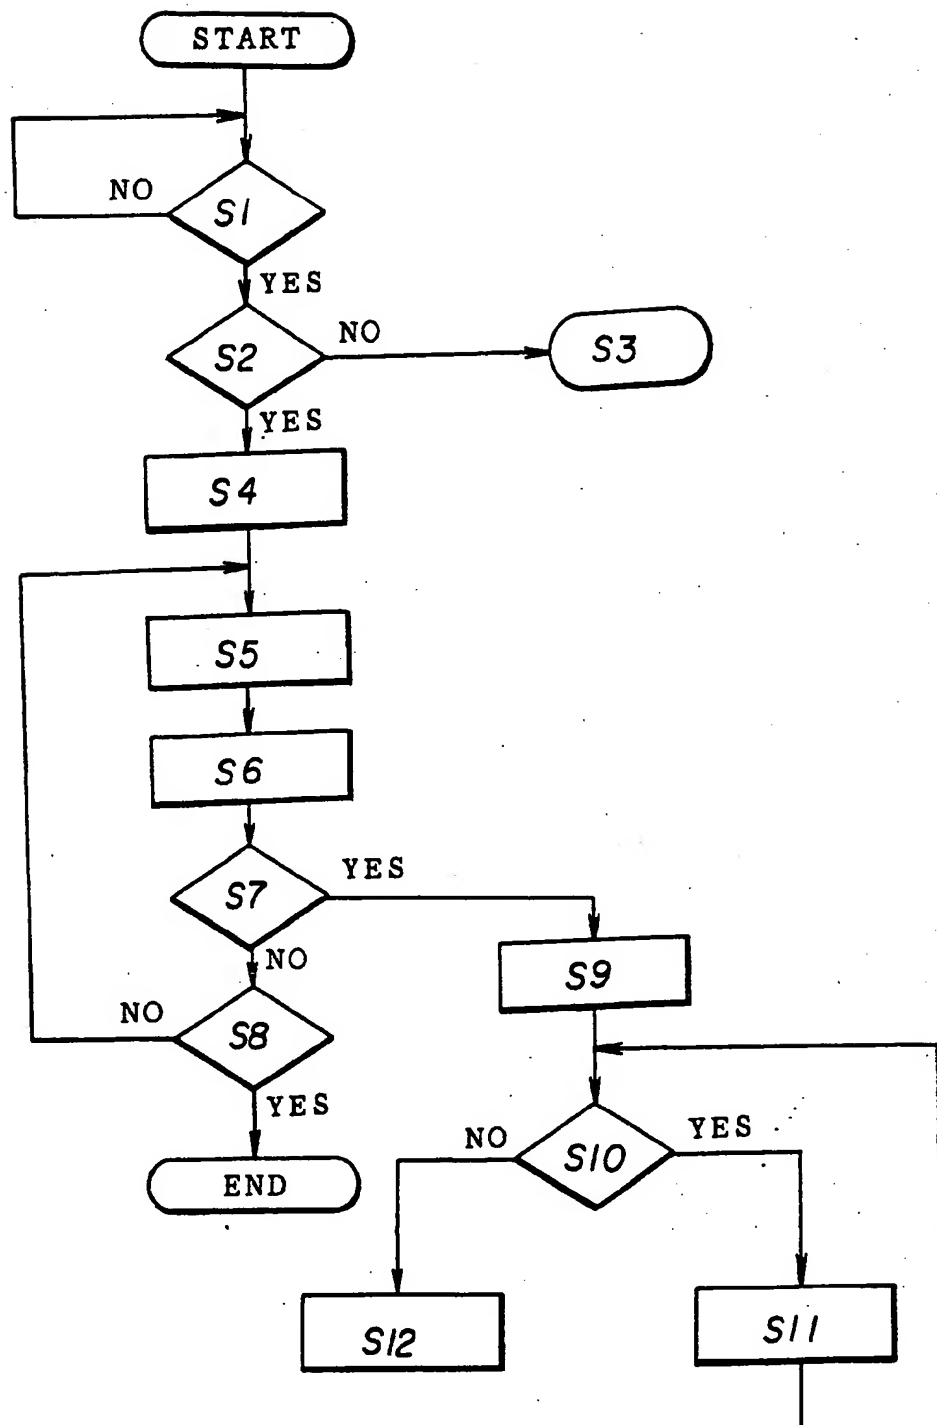 START
NO
S1
YES
S2
NO
S3
YES
S4
S5
S6
S7
YES
NO
S9
NO
S8
YES
NO
S10
YES
END
S12
S11